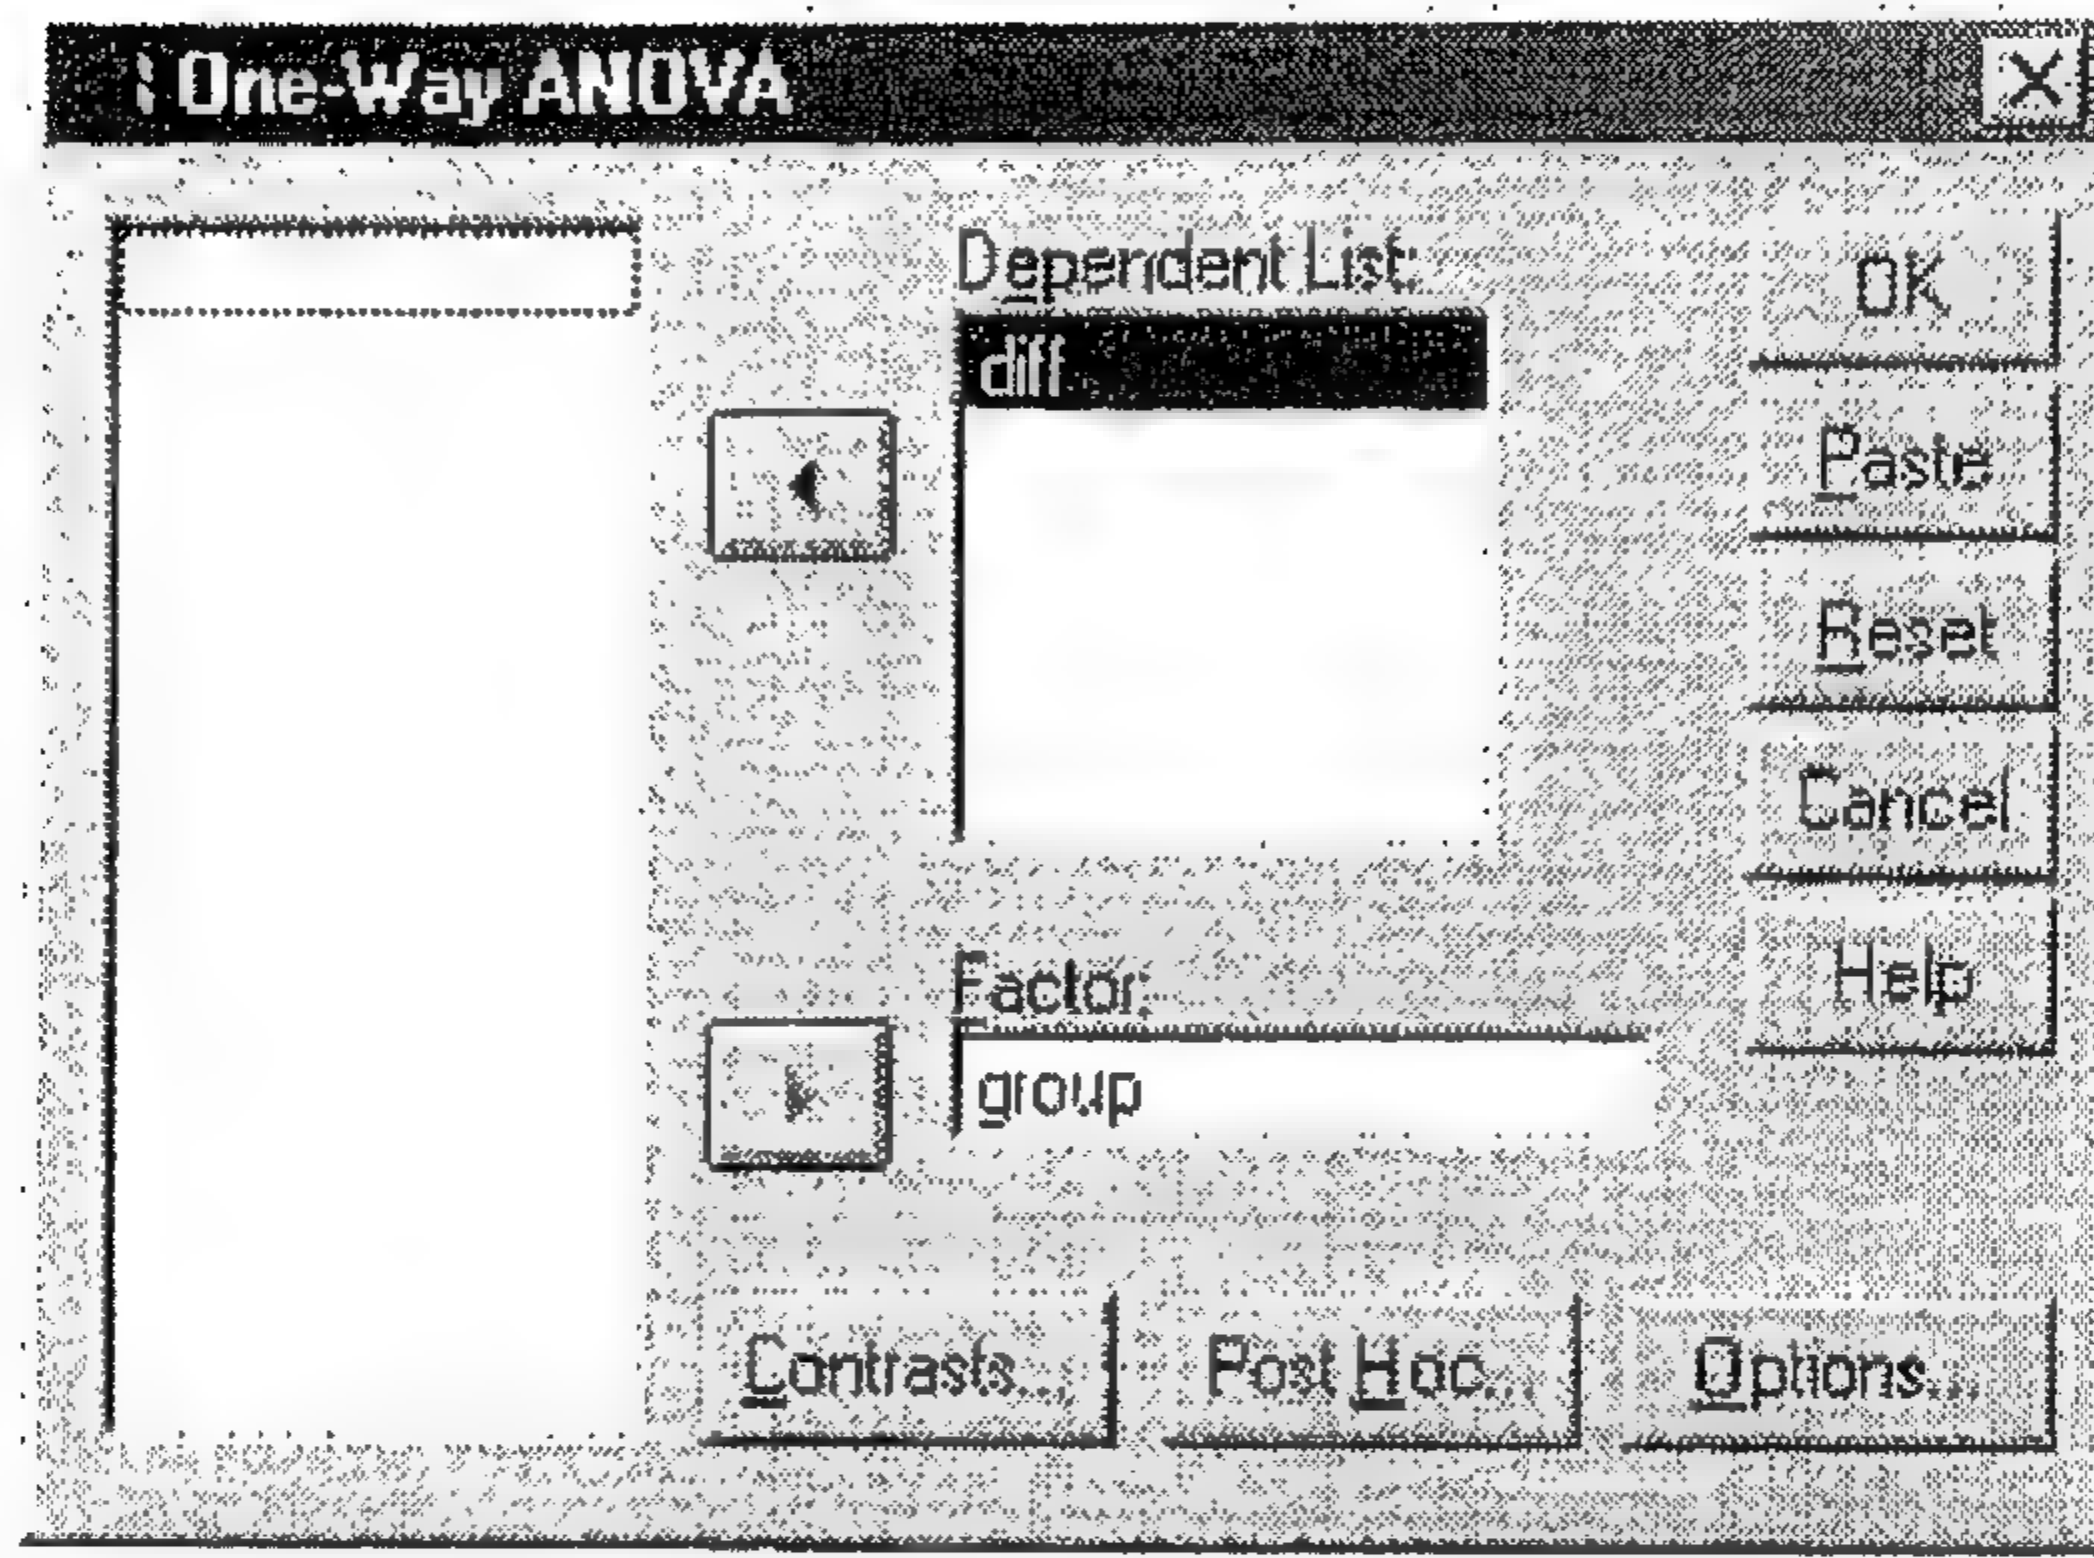 One-Way ANOVA
Dependent List:
diff
Factor:
group
OK
Paste
Reset
Cancel
Help
Contrasts...
Post Hoc...
Options...